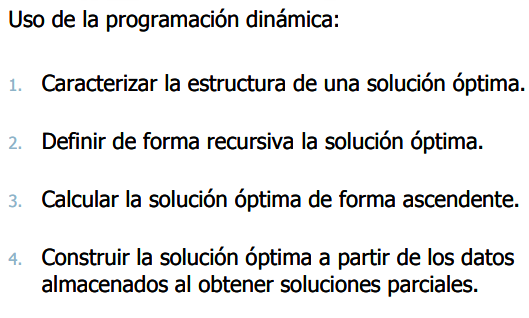 Uso de la programación dinámica:
1. Caracterizar la estructura de una solución óptima.
2. Definir de forma recursiva la solución óptima.
3. Calcular la solución óptima de forma ascendente.
4. Construir la solución óptima a partir de los datos
almacenados al obtener soluciones parciales.